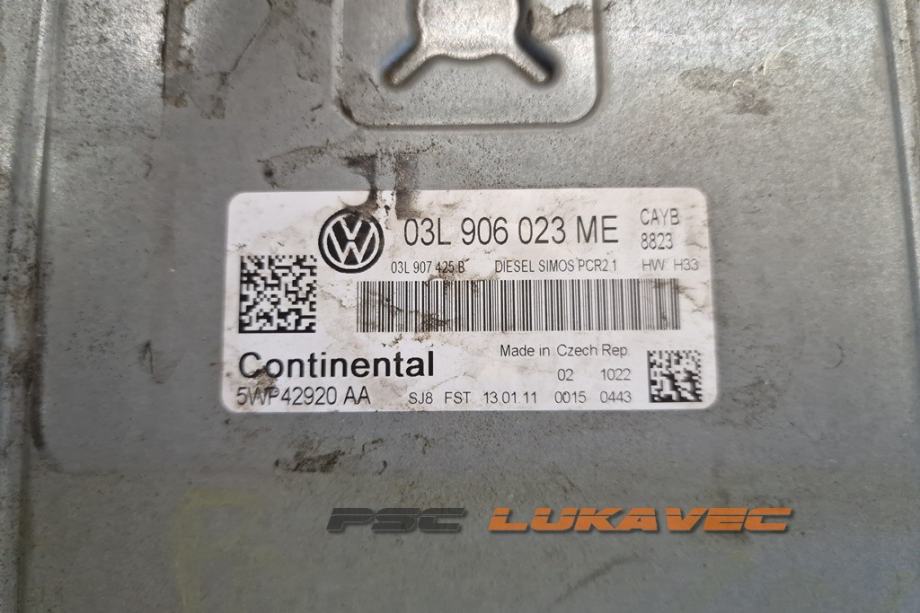 03L 906 023 ME
CAYB
8823
03L 907 425 B DIESEL SIMOS PCR2.1 HW H33
Continental
Made in Czech Rep.
02 1022
5WP42920 AA SJ8 FST 13.01.11 0015 0443
PSC LUKAVEC